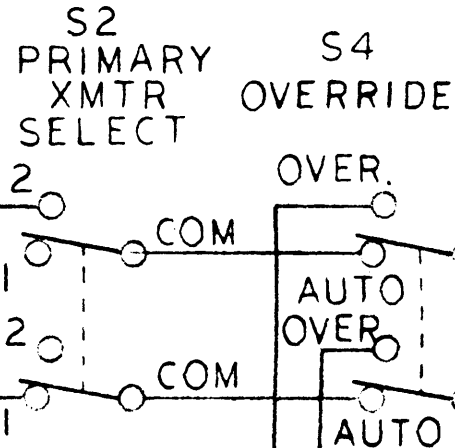 S2
PRIMARY
XMTR
SELECT
S4
OVERRIDE
2
OVER.
COM
1
AUTO
2
OVER
COM
1
AUTO